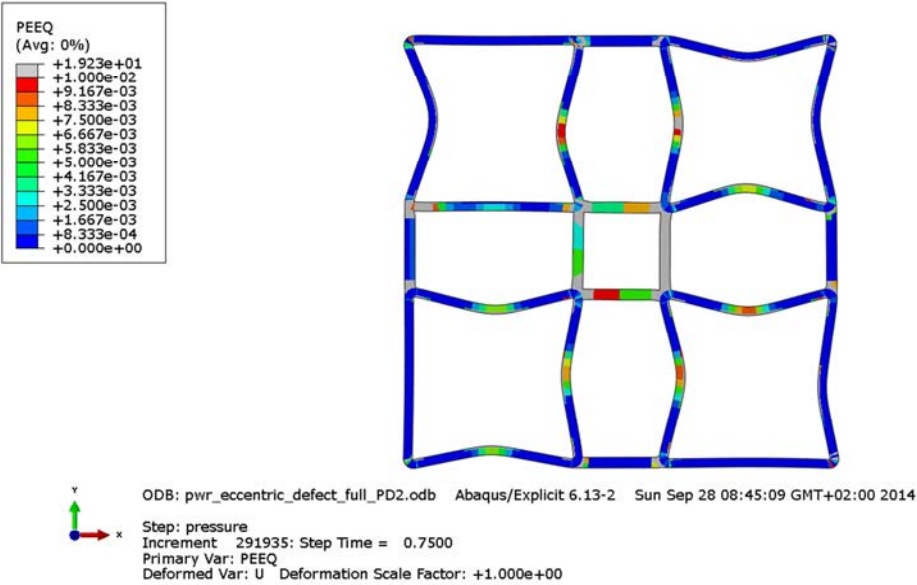 PEEQ
(Avg: 0%)
+1.923e+01
+1.000e-02
+9.167e-03
+8.333e-03
+7.500e-03
+6.667e-03
+5.833e-03
+5.000e-03
+4.167e-03
+3.333e-03
+2.500e-03
+1.667e-03
+8.333e-04
+0.000e+00
Y
X
ODB: pwr_eccentric_defect_full_PD2.odb Abaqus/Explicit 6.13-2 Sun Sep 28 08:45:09 GMT+02:00 2014
Step: pressure
Increment 291935: Step Time = 0.7500
Primary Var: PEEQ
Deformed Var: U Deformation Scale Factor: +1.000e+00